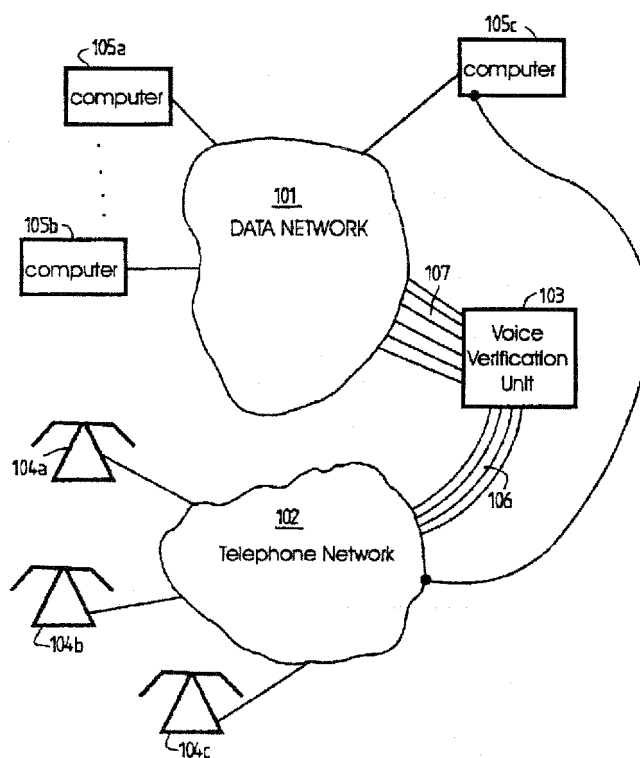 105a
computer
105c
computer
101
DATA NETWORK
105b
computer
107
103
Voice
Verification
Unit
104a
106
102
Telephone Network
104b
104c